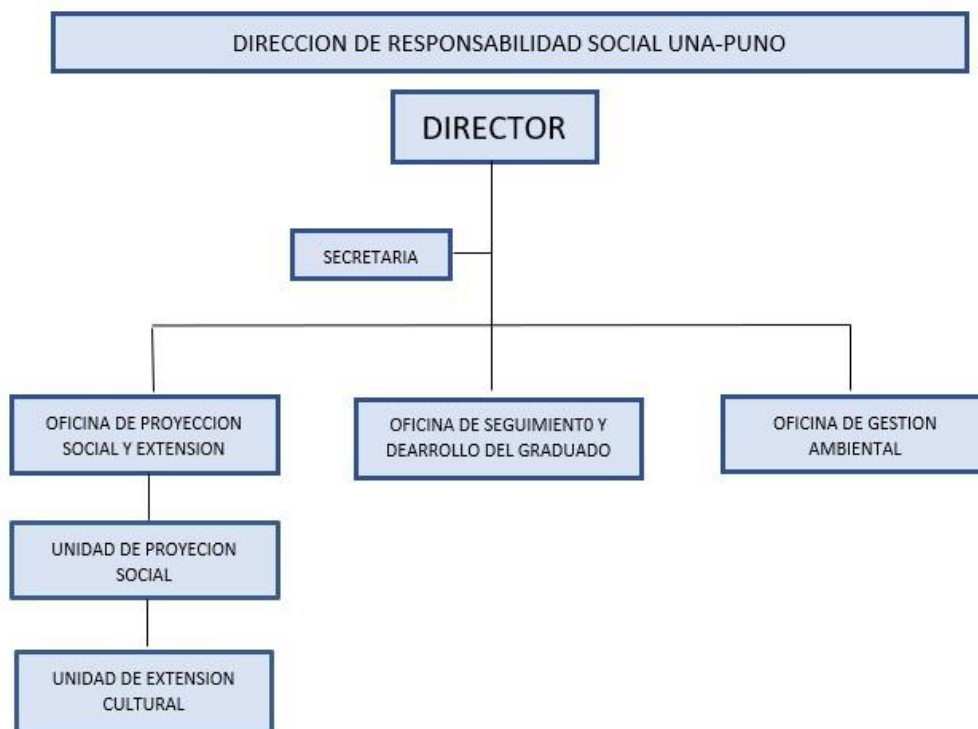 DIRECCION DE RESPONSABILIDAD SOCIAL UNA-PUNO
DIRECTOR
SECRETARIA
OFICINA DE PROYECCION
SOCIAL Y EXTENSION
OFICINA DE SEGUIMIENT0 Y
DEARROLLO DEL GRADUADO
OFICINA DE GESTION
AMBIENTAL
UNIDAD DE PROYECION
SOCIAL
UNIDAD DE EXTENSION
CULTURAL